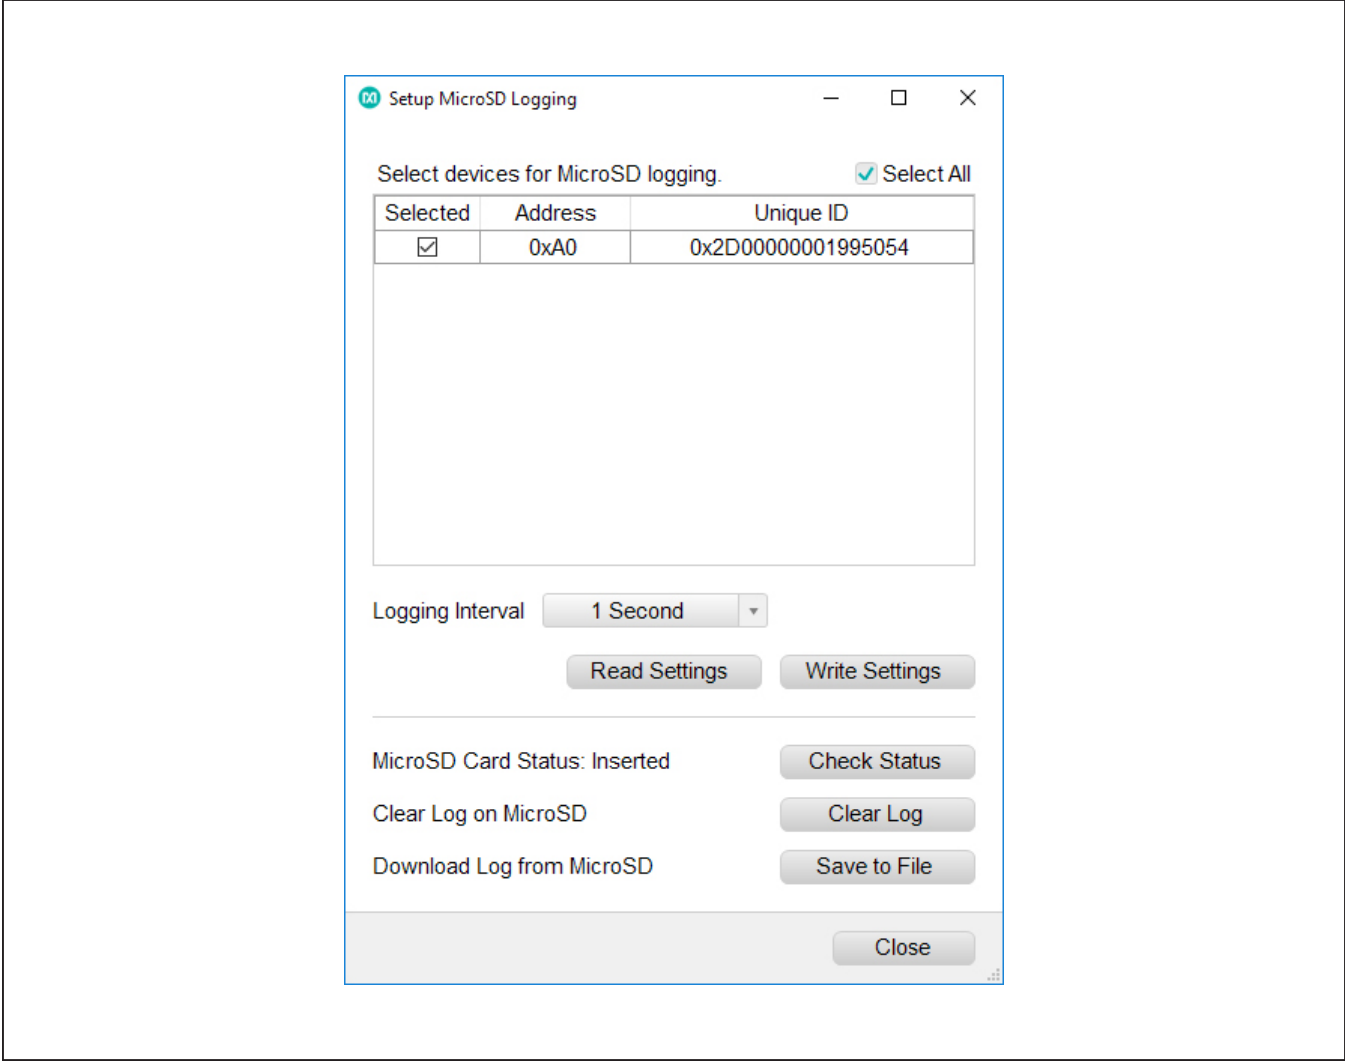 Setup MicroSD Logging
Select devices for MicroSD logging. Select All
Selected Address Unique ID
0xA0 0x2D00000001995054
Logging Interval 1 Second
Read Settings Write Settings
MicroSD Card Status: Inserted Check Status
Clear Log on MicroSD Clear Log
Download Log from MicroSD Save to File
Close